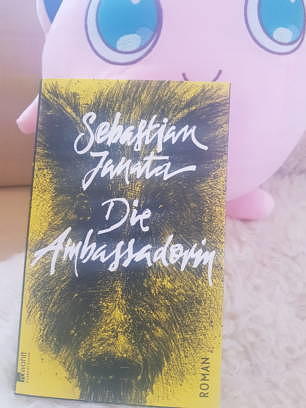 Sebastian
Janata
Die
Ambassadorin
ROMAN